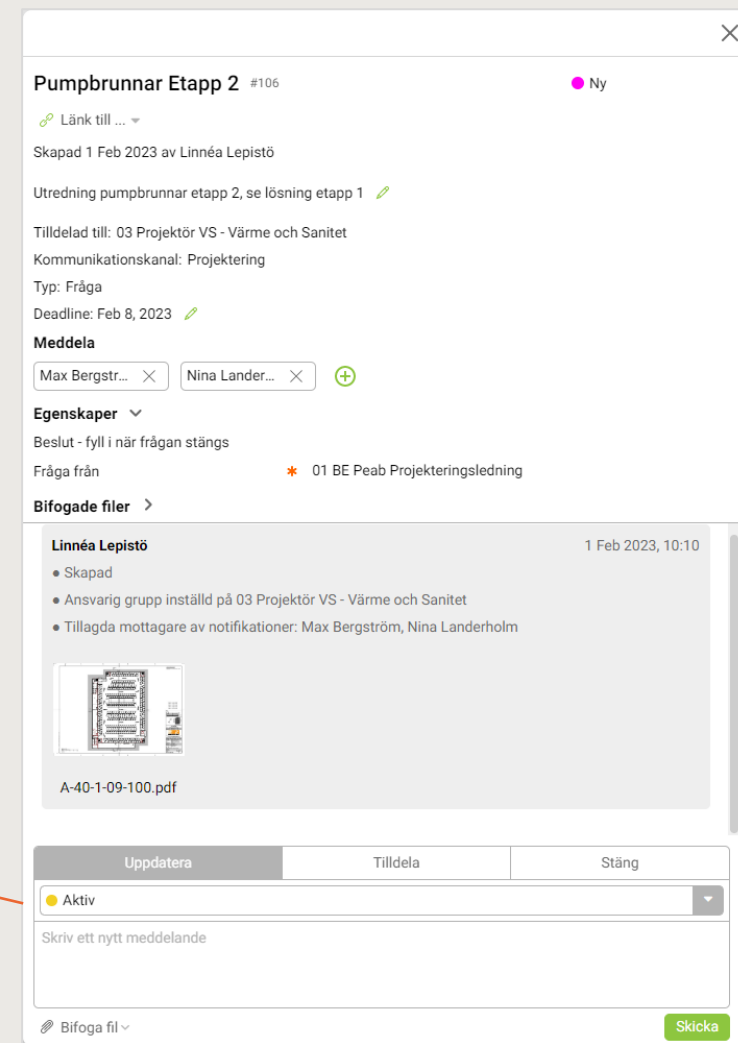 Pumpbrunnar Etapp 2 #106 Ny
Länk till ...
Skapad 1 Feb 2023 av Linnéa Lepistö
Utredning pumpbrunnar etapp 2, se lösning etapp 1
Tilldelad till: 03 Projektör VS - Värme och Sanitet
Kommunikationskanal: Projektering
Typ: Fråga
Deadline: Feb 8, 2023
Meddela
Max Bergstr... Nina Lander...
Egenskaper
Beslut - fyll i när frågan stängs
Fråga från * 01 BE Peab Projekteringsledning
Bifogade filer
Linnéa Lepistö 1 Feb 2023, 10:10
• Skapad
• Ansvarig grupp inställd på 03 Projektör VS - Värme och Sanitet
• Tillagda mottagare av notifikationer: Max Bergström, Nina Landerholm
A-40-1-09-100.pdf
Uppdatera Tilldela Stäng
Aktiv
Skriv ett nytt meddelande
Bifoga fil Skicka